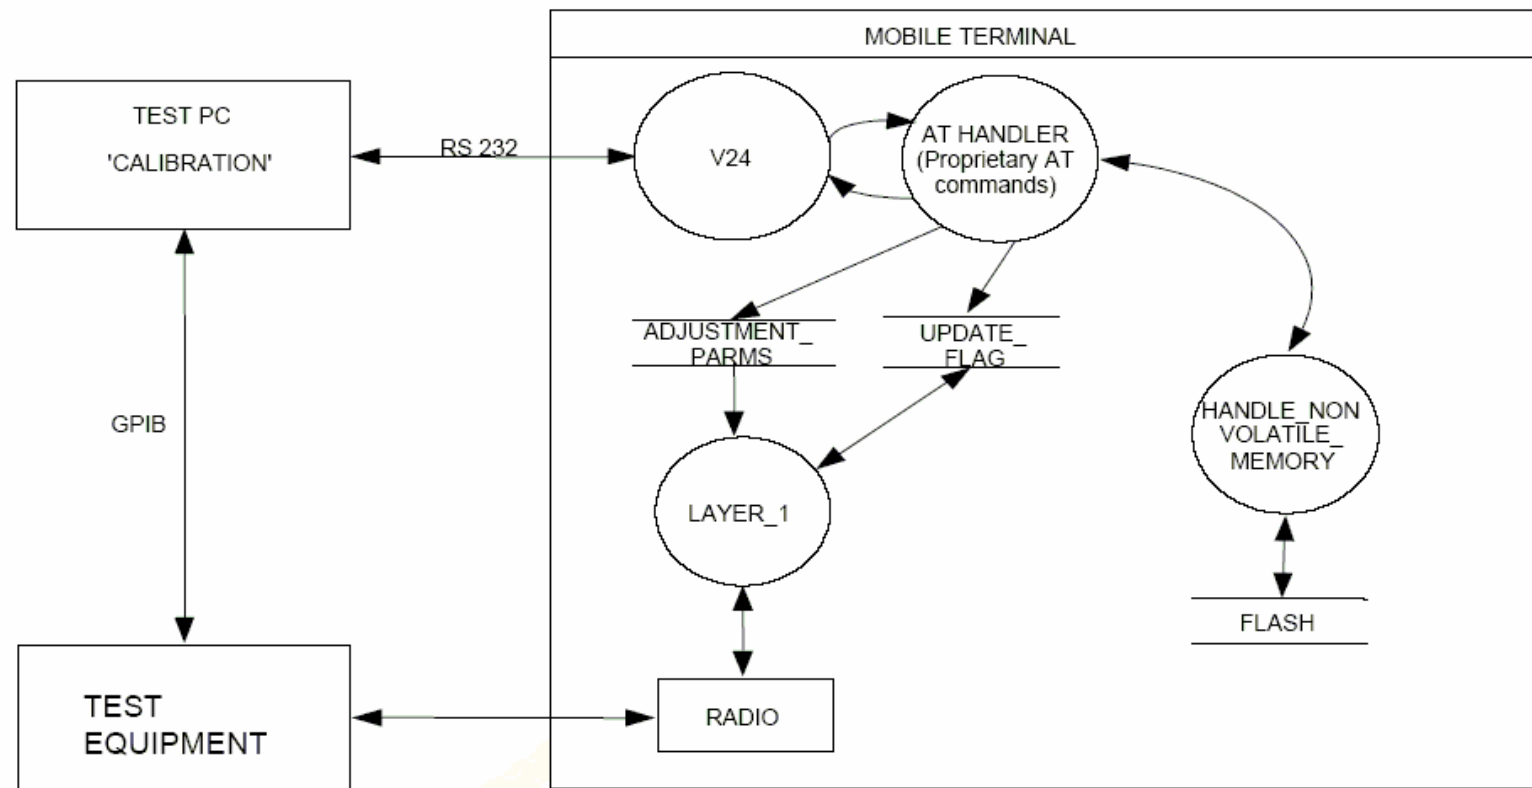 MOBILE TERMINAL
TEST PC
'CALIBRATION'
RS 232
V24
AT HANDLER
(Proprietary AT
commands)
ADJUSTMENT_
PARMS
UPDATE_
FLAG
GPIB
HANDLE_NON
VOLATILE_
MEMORY
LAYER_1
FLASH
TEST
EQUIPMENT
RADIO